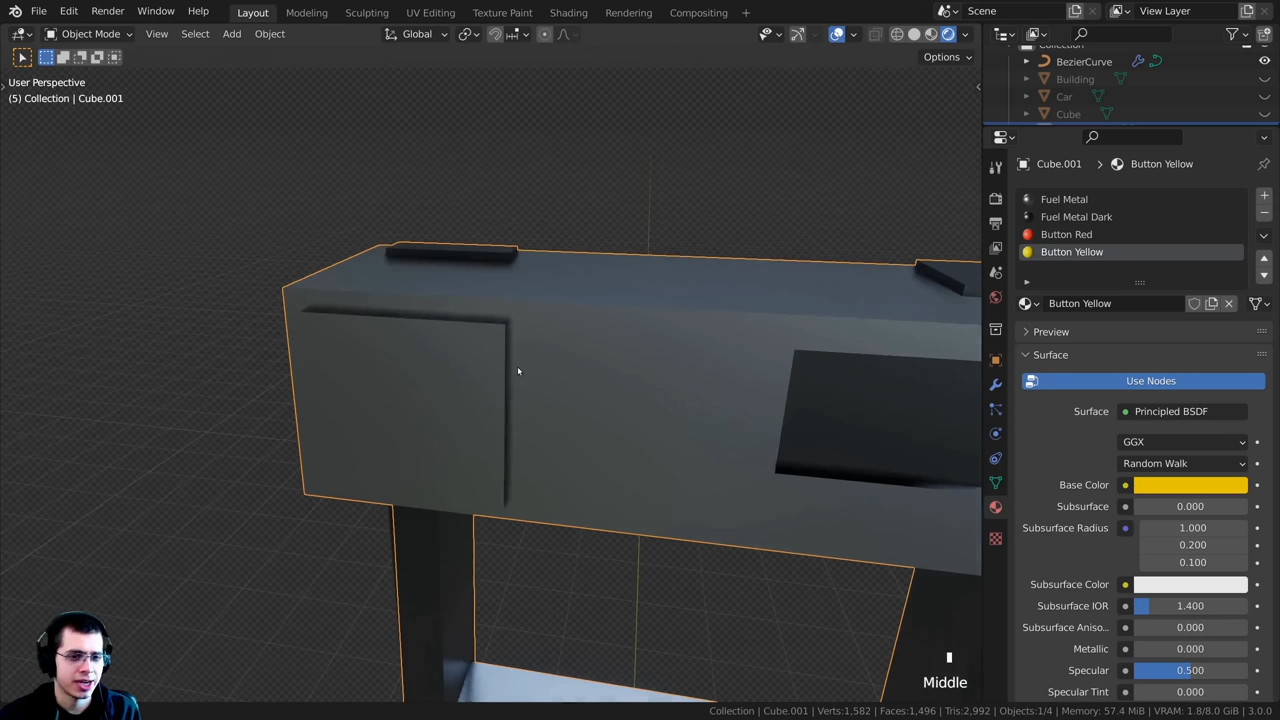 File Edit Render Window Help Layout Modeling Sculpting UV Editing Texture Paint Shading Animation Rendering Compositing Scene View Layer
Object Mode View Select Add Object Global
Options
User Perspective
(5) Collection | Cube.001
Collection
BezierCurve
Building
Car
Cube
Cube.001 > Button Yellow
Fuel Metal
Fuel Metal Dark
Button Red
Button Yellow
Button Yellow
Preview
Surface
Use Nodes
Surface Principled BSDF
GGX
Random Walk
Base Color
Subsurface 0.000
Subsurface Radius 1.000
0.200
0.100
Subsurface Color
Subsurface IOR 1.400
Subsurface Aniso... 0.000
Metallic 0.000
Specular 0.500
Specular Tint 0.000
Middle
Collection | Cube.001 | Verts:1,582 | Faces:1,496 | Tris:2,992 | Objects:1/4 | Memory: 57.4 MiB | VRAM: 1.8/8.0 GiB | 3.0.0